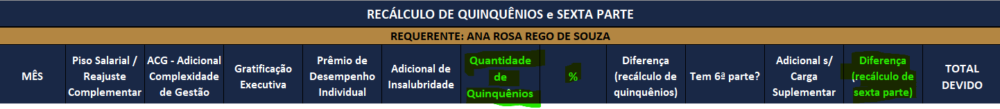 RECÁLCULO DE QUINQUÊNIOS e SEXTA PARTE
REQUERENTE: ANA ROSA REGO DE SOUZA
MÊS
Piso Salarial /
Reajuste
Complementar
ACG - Adicional
Complexidade
de Gestão
Gratificação
Executiva
Prêmio de
Desempenho
Individual
Adicional de
Insalubridade
Quantidade
de
Quinquênios
%
Diferença
(recálculo de
quinquênios)
Tem 6ª parte?
Adicional s/
Carga
Suplementar
Diferença
(recálculo de
sexta parte)
TOTAL
DEVIDO